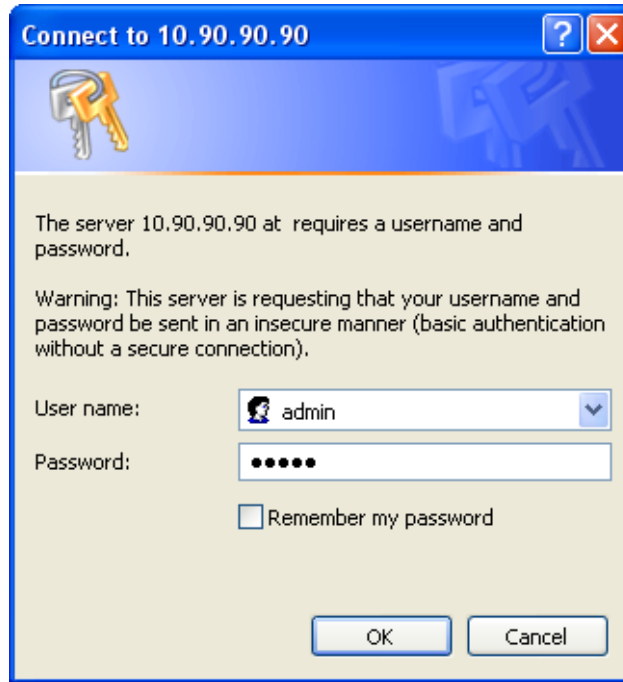 Connect to 10.90.90.90
The server 10.90.90.90 at  requires a username and
password.
Warning: This server is requesting that your username and
password be sent in an insecure manner (basic authentication
without a secure connection).
User name:
admin
Password:
•••••
Remember my password
OK
Cancel